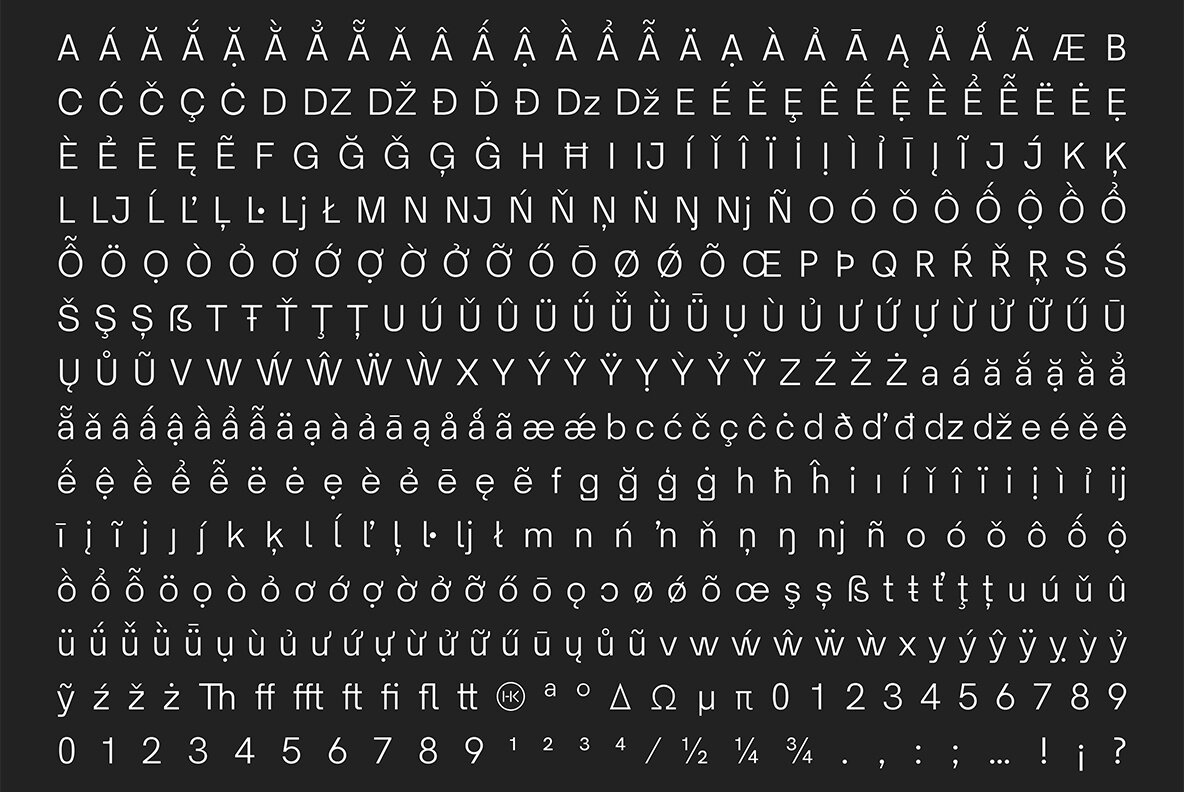 A Á Ă Ắ Ặ Ằ Ẳ Ẵ Ǎ Â Ấ Ậ Ầ Ẩ Ẫ Ä Ạ À Ả Ā Ą Å Ǻ Ã Æ B
C Ć Č Ç Ċ D DZ DŽ Ð Ď Đ Dz Dž E É Ě Ȩ Ê Ế Ệ Ề Ể Ễ Ë Ė Ẹ
È Ẻ Ē Ę Ẽ F G Ğ Ǧ Ģ Ġ H Ħ I IJ Í Ǐ Î Ï İ Ị Ì Ỉ Ī Į Ĩ J J́ K Ķ
L LJ Ĺ Ľ Ļ Ŀ Lj Ł M N NJ Ń Ň Ņ Ṅ Ŋ Nj Ñ O Ó Ǒ Ô Ố Ộ Ồ Ổ
Ỗ Ö Ọ Ò Ỏ Ơ Ớ Ợ Ờ Ở Ỡ Ő Ō Ø Ǿ Õ Œ P Þ Q R Ŕ Ř Ŗ S Ś
Š Ş Ș ẞ T Ŧ Ť Ţ Ț U Ú Ǔ Û Ü Ǘ Ǚ Ǜ Ǖ Ụ Ù Ủ Ư Ứ Ự Ừ Ử Ữ Ű Ū
Ų Ů Ũ V W Ẃ Ŵ Ẅ Ẁ X Y Ý Ŷ Ÿ Ỵ Ỳ Ỷ Ỹ Z Ź Ž Ż a á ă ắ ặ ằ ẳ
ẵ ǎ â ấ ậ ầ ẩ ẫ ä ạ à ả ā ą å ǻ ã æ ǽ b c ć č ç ĉ ċ d ð ď đ dz dž e é ě ê
ế ệ ề ể ễ ë ė ẹ è ẻ ē ę ẽ f g ğ ģ ġ h ħ ĥ i ı í ǐ î ï i ị ì ỉ ij
ī į ĩ j ȷ j́ k ķ l ĺ ľ ļ ŀ lj ł m n ń ŉ ň ņ ŋ nj ñ o ó ǒ ô ố ộ
ồ ổ ỗ ö ọ ò ỏ ơ ớ ợ ờ ở ỡ ő ō ǫ ɔ ø ǿ õ œ ş ș ß t ŧ ť ţ ț u ú ǔ û
ü ǘ ǚ ǜ ǖ ụ ù ủ ư ứ ự ừ ử ữ ű ū ų ů ũ v w ẃ ŵ ẅ ẁ x y ý ŷ ÿ ỵ ỳ ỷ
ỹ ź ž ż Th ff fft ft fi fl tt HK ª º ∆ Ω µ π 0 1 2 3 4 5 6 7 8 9
0 1 2 3 4 5 6 7 8 9 ¹ ² ³ ⁴ ⁄ ½ ¼ ¾ . , : ; … ! ¡ ?